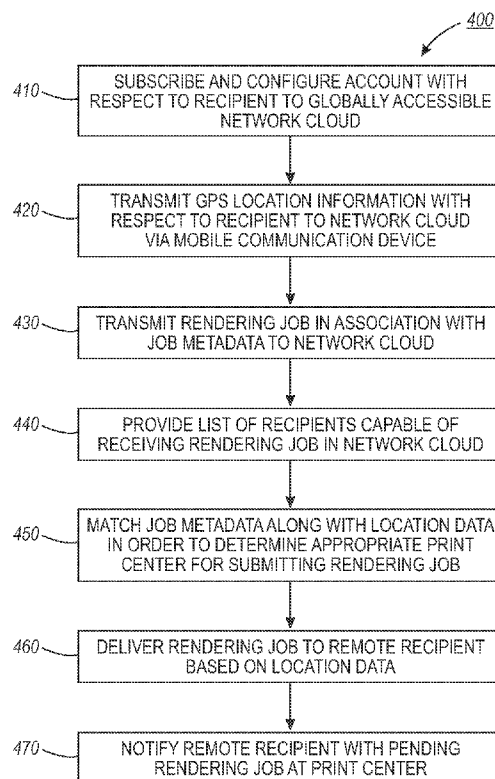 400
410
SUBSCRIBE AND CONFIGURE ACCOUNT WITH
RESPECT TO RECIPIENT TO GLOBALLY ACCESSIBLE
NETWORK CLOUD
420
TRANSMIT GPS LOCATION INFORMATION WITH
RESPECT TO RECIPIENT TO NETWORK CLOUD
VIA MOBILE COMMUNICATION DEVICE
430
TRANSMIT RENDERING JOB IN ASSOCIATION WITH
JOB METADATA TO NETWORK CLOUD
440
PROVIDE LIST OF RECIPIENTS CAPABLE OF
RECEIVING RENDERING JOB IN NETWORK CLOUD
450
MATCH JOB METADATA ALONG WITH LOCATION DATA
IN ORDER TO DETERMINE APPROPRIATE PRINT
CENTER FOR SUBMITTING RENDERING JOB
460
DELIVER RENDERING JOB TO REMOTE RECIPIENT
BASED ON LOCATION DATA
470
NOTIFY REMOTE RECIPIENT WITH PENDING
RENDERING JOB AT PRINT CENTER